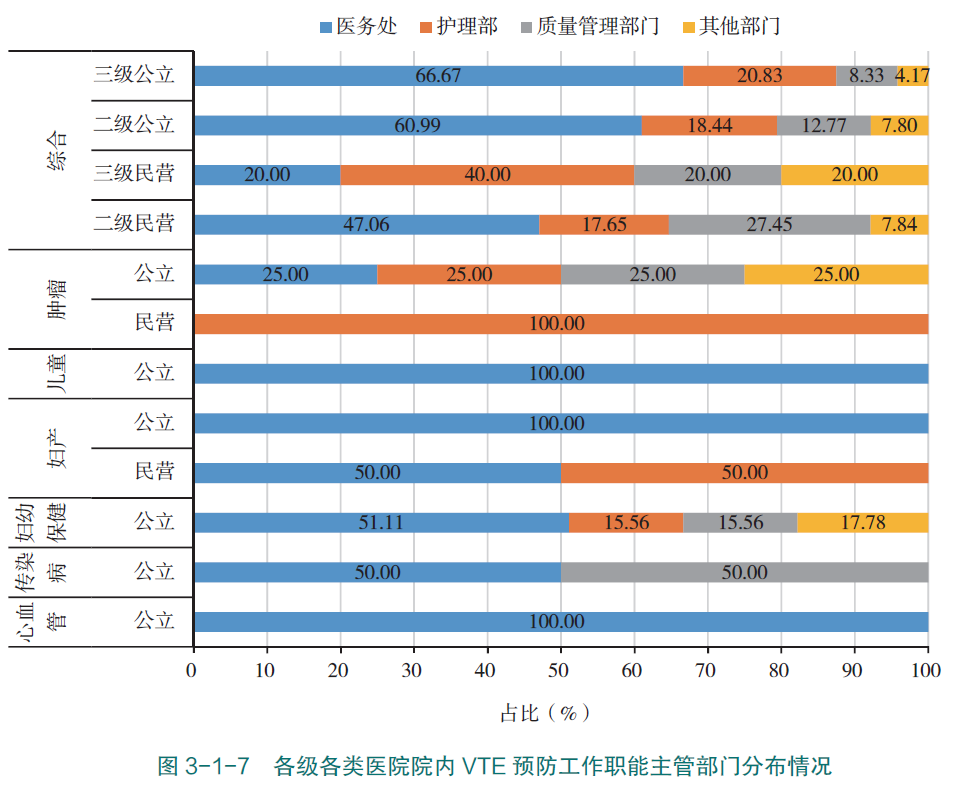 医务处 护理部 质量管理部门 其他部门
综合
三级公立 66.67 20.83 8.33 4.17
二级公立 60.99 18.44 12.77 7.80
三级民营 20.00 40.00 20.00 20.00
二级民营 47.06 17.65 27.45 7.84
肿瘤
公立 25.00 25.00 25.00 25.00
民营 100.00
儿童
公立 100.00
妇产
公立 100.00
民营 50.00 50.00
妇幼
保健
公立 51.11 15.56 15.56 17.78
传染
病
公立 50.00 50.00
心血
管
公立 100.00
0 10 20 30 40 50 60 70 80 90 100
占比(%)
图 3-1-7 各级各类医院院内 VTE 预防工作职能主管部门分布情况